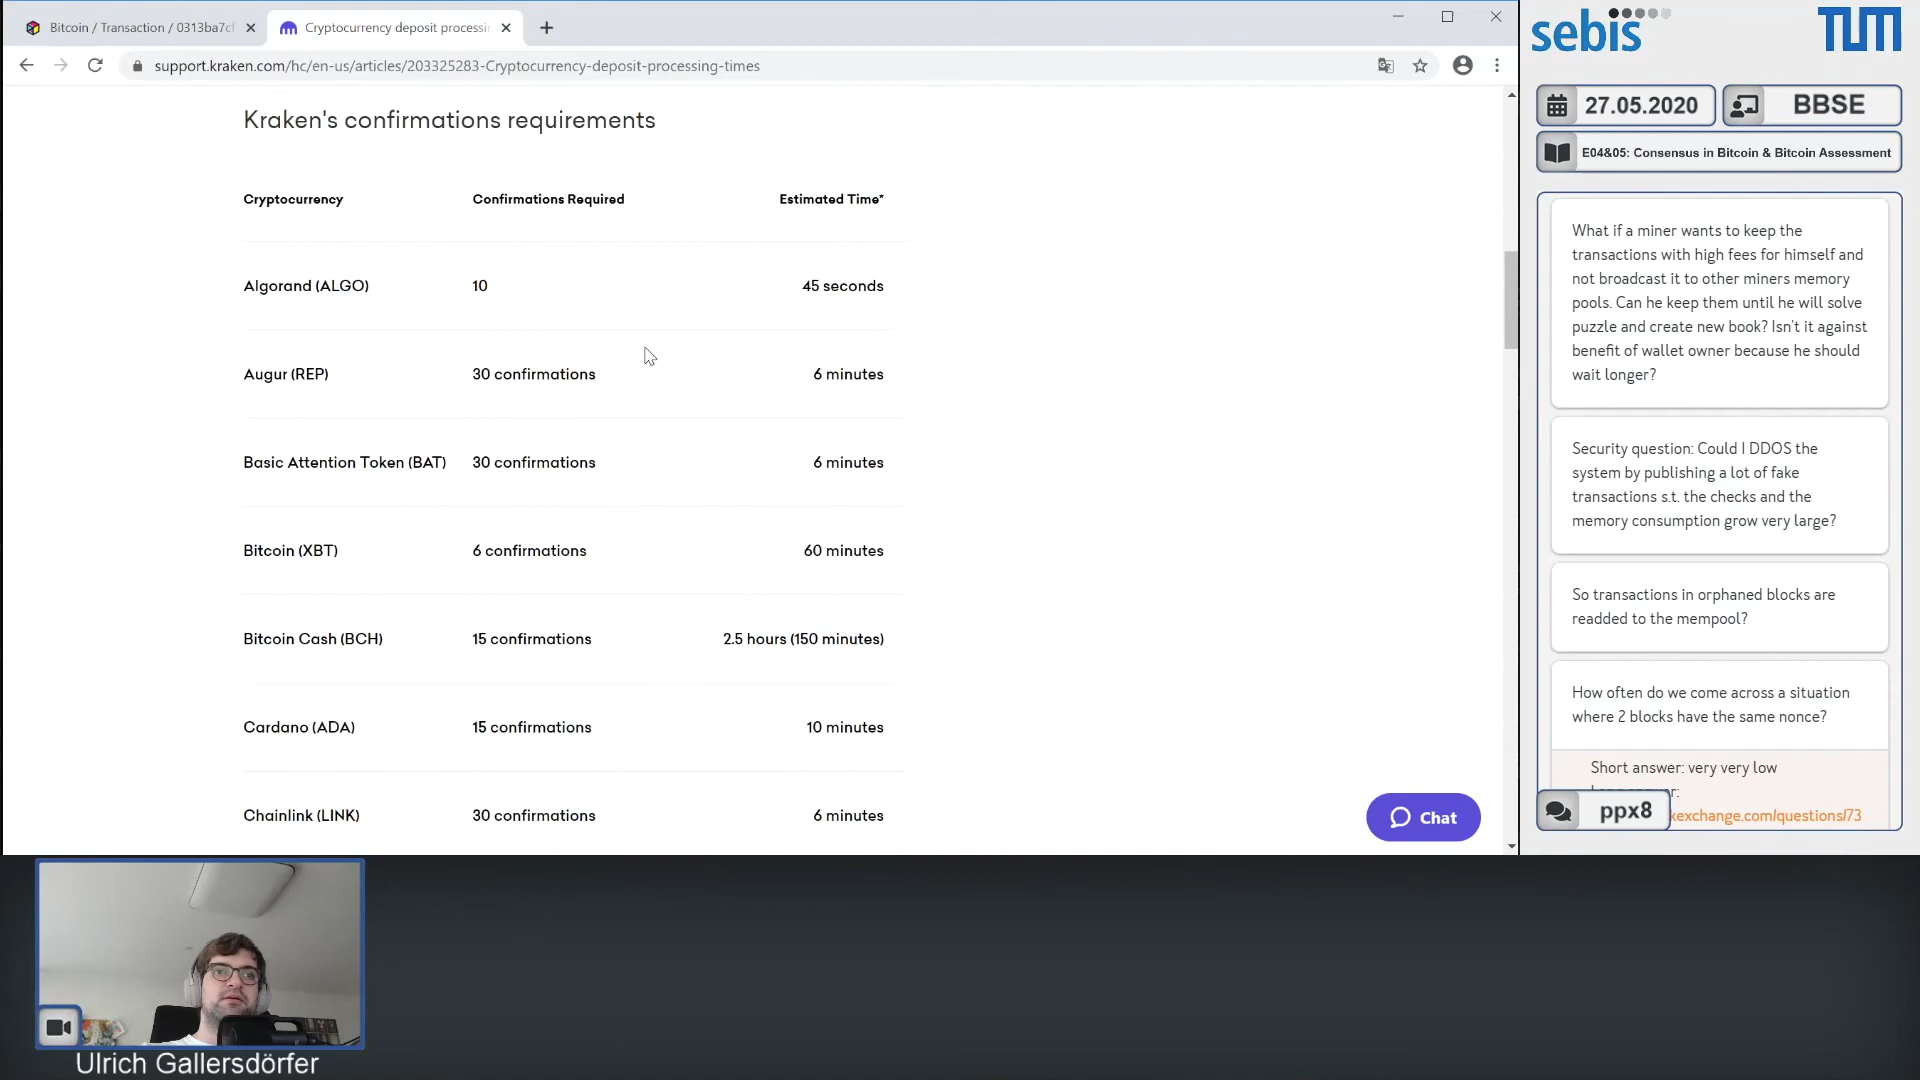 Bitcoin / Transaction / 0313ba7cf
Cryptocurrency deposit processi
support.kraken.com/hc/en-us/articles/203325283-Cryptocurrency-deposit-processing-times
Kraken's confirmations requirements
Cryptocurrency Confirmations Required Estimated Time*
Algorand (ALGO) 10 45 seconds
Augur (REP) 30 confirmations 6 minutes
Basic Attention Token (BAT) 30 confirmations 6 minutes
Bitcoin (XBT) 6 confirmations 60 minutes
Bitcoin Cash (BCH) 15 confirmations 2.5 hours (150 minutes)
Cardano (ADA) 15 confirmations 10 minutes
Chainlink (LINK) 30 confirmations 6 minutes
Chat
sebis
TUM
27.05.2020
BBSE
E04&05: Consensus in Bitcoin & Bitcoin Assessment
What if a miner wants to keep the
transactions with high fees for himself and
not broadcast it to other miners memory
pools. Can he keep them until he will solve
puzzle and create new book? Isn't it against
benefit of wallet owner because he should
wait longer?
Security question: Could I DDOS the
system by publishing a lot of fake
transactions s.t. the checks and the
memory consumption grow very large?
So transactions in orphaned blocks are
readded to the mempool?
How often do we come across a situation
where 2 blocks have the same nonce?
Short answer: very very low
kexchange.com/questions/73
ppx8
Ulrich Gallersdörfer